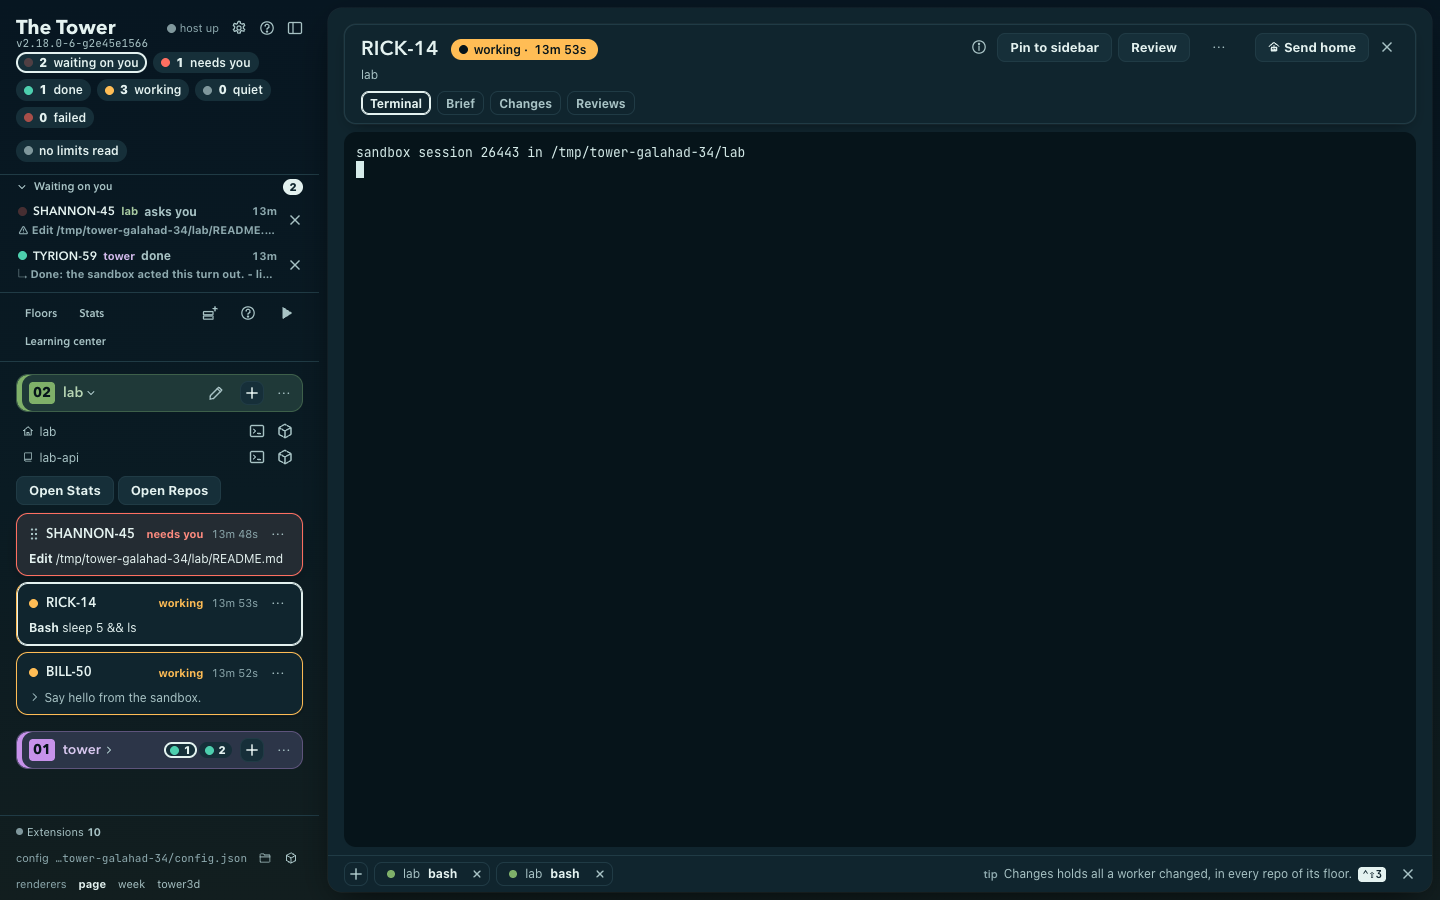 The Tower
host up
v2.18.0-6-g2e45e1566
2 waiting on you
1 needs you
1 done
3 working
0 quiet
0 failed
no limits read
Waiting on you 2
SHANNON-45 lab asks you 13m
Edit /tmp/tower-galahad-34/lab/README....
TYRION-59 tower done 13m
Done: the sandbox acted this turn out. - li...
Floors Stats
Learning center
02 lab
lab
lab-api
Open Stats Open Repos
SHANNON-45 needs you 13m 48s
Edit /tmp/tower-galahad-34/lab/README.md
RICK-14 working 13m 53s
Bash sleep 5 && ls
BILL-50 working 13m 52s
Say hello from the sandbox.
01 tower 1 2
Extensions 10
config …tower-galahad-34/config.json
renderers page week tower3d
RICK-14 working · 13m 53s
Pin to sidebar Review ··· Send home
lab
Terminal Brief Changes Reviews
sandbox session 26443 in /tmp/tower-galahad-34/lab
lab bash
lab bash
tip Changes holds all a worker changed, in every repo of its floor. ⌃⇧3